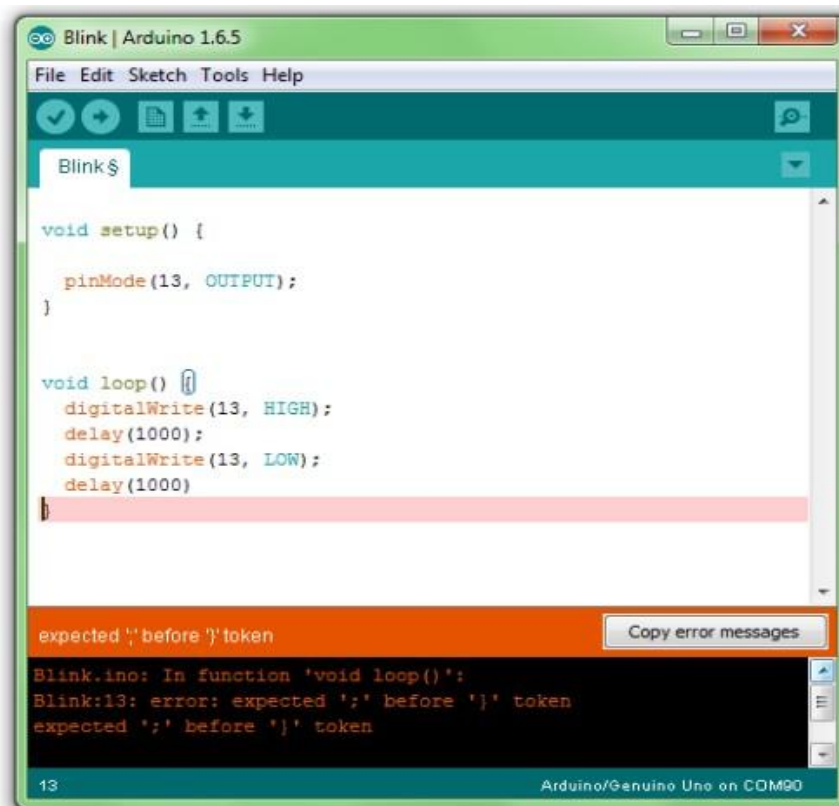 Blink | Arduino 1.6.5
File Edit Sketch Tools Help
Blink §
void setup() {
pinMode(13, OUTPUT);
}
void loop() {
digitalWrite(13, HIGH);
delay(1000);
digitalWrite(13, LOW);
delay(1000)
}
expected ';' before '}' token
Copy error messages
Blink.ino: In function 'void loop()':
Blink:13: error: expected ';' before '}' token
expected ';' before '}' token
13
Arduino/Genuino Uno on COM90